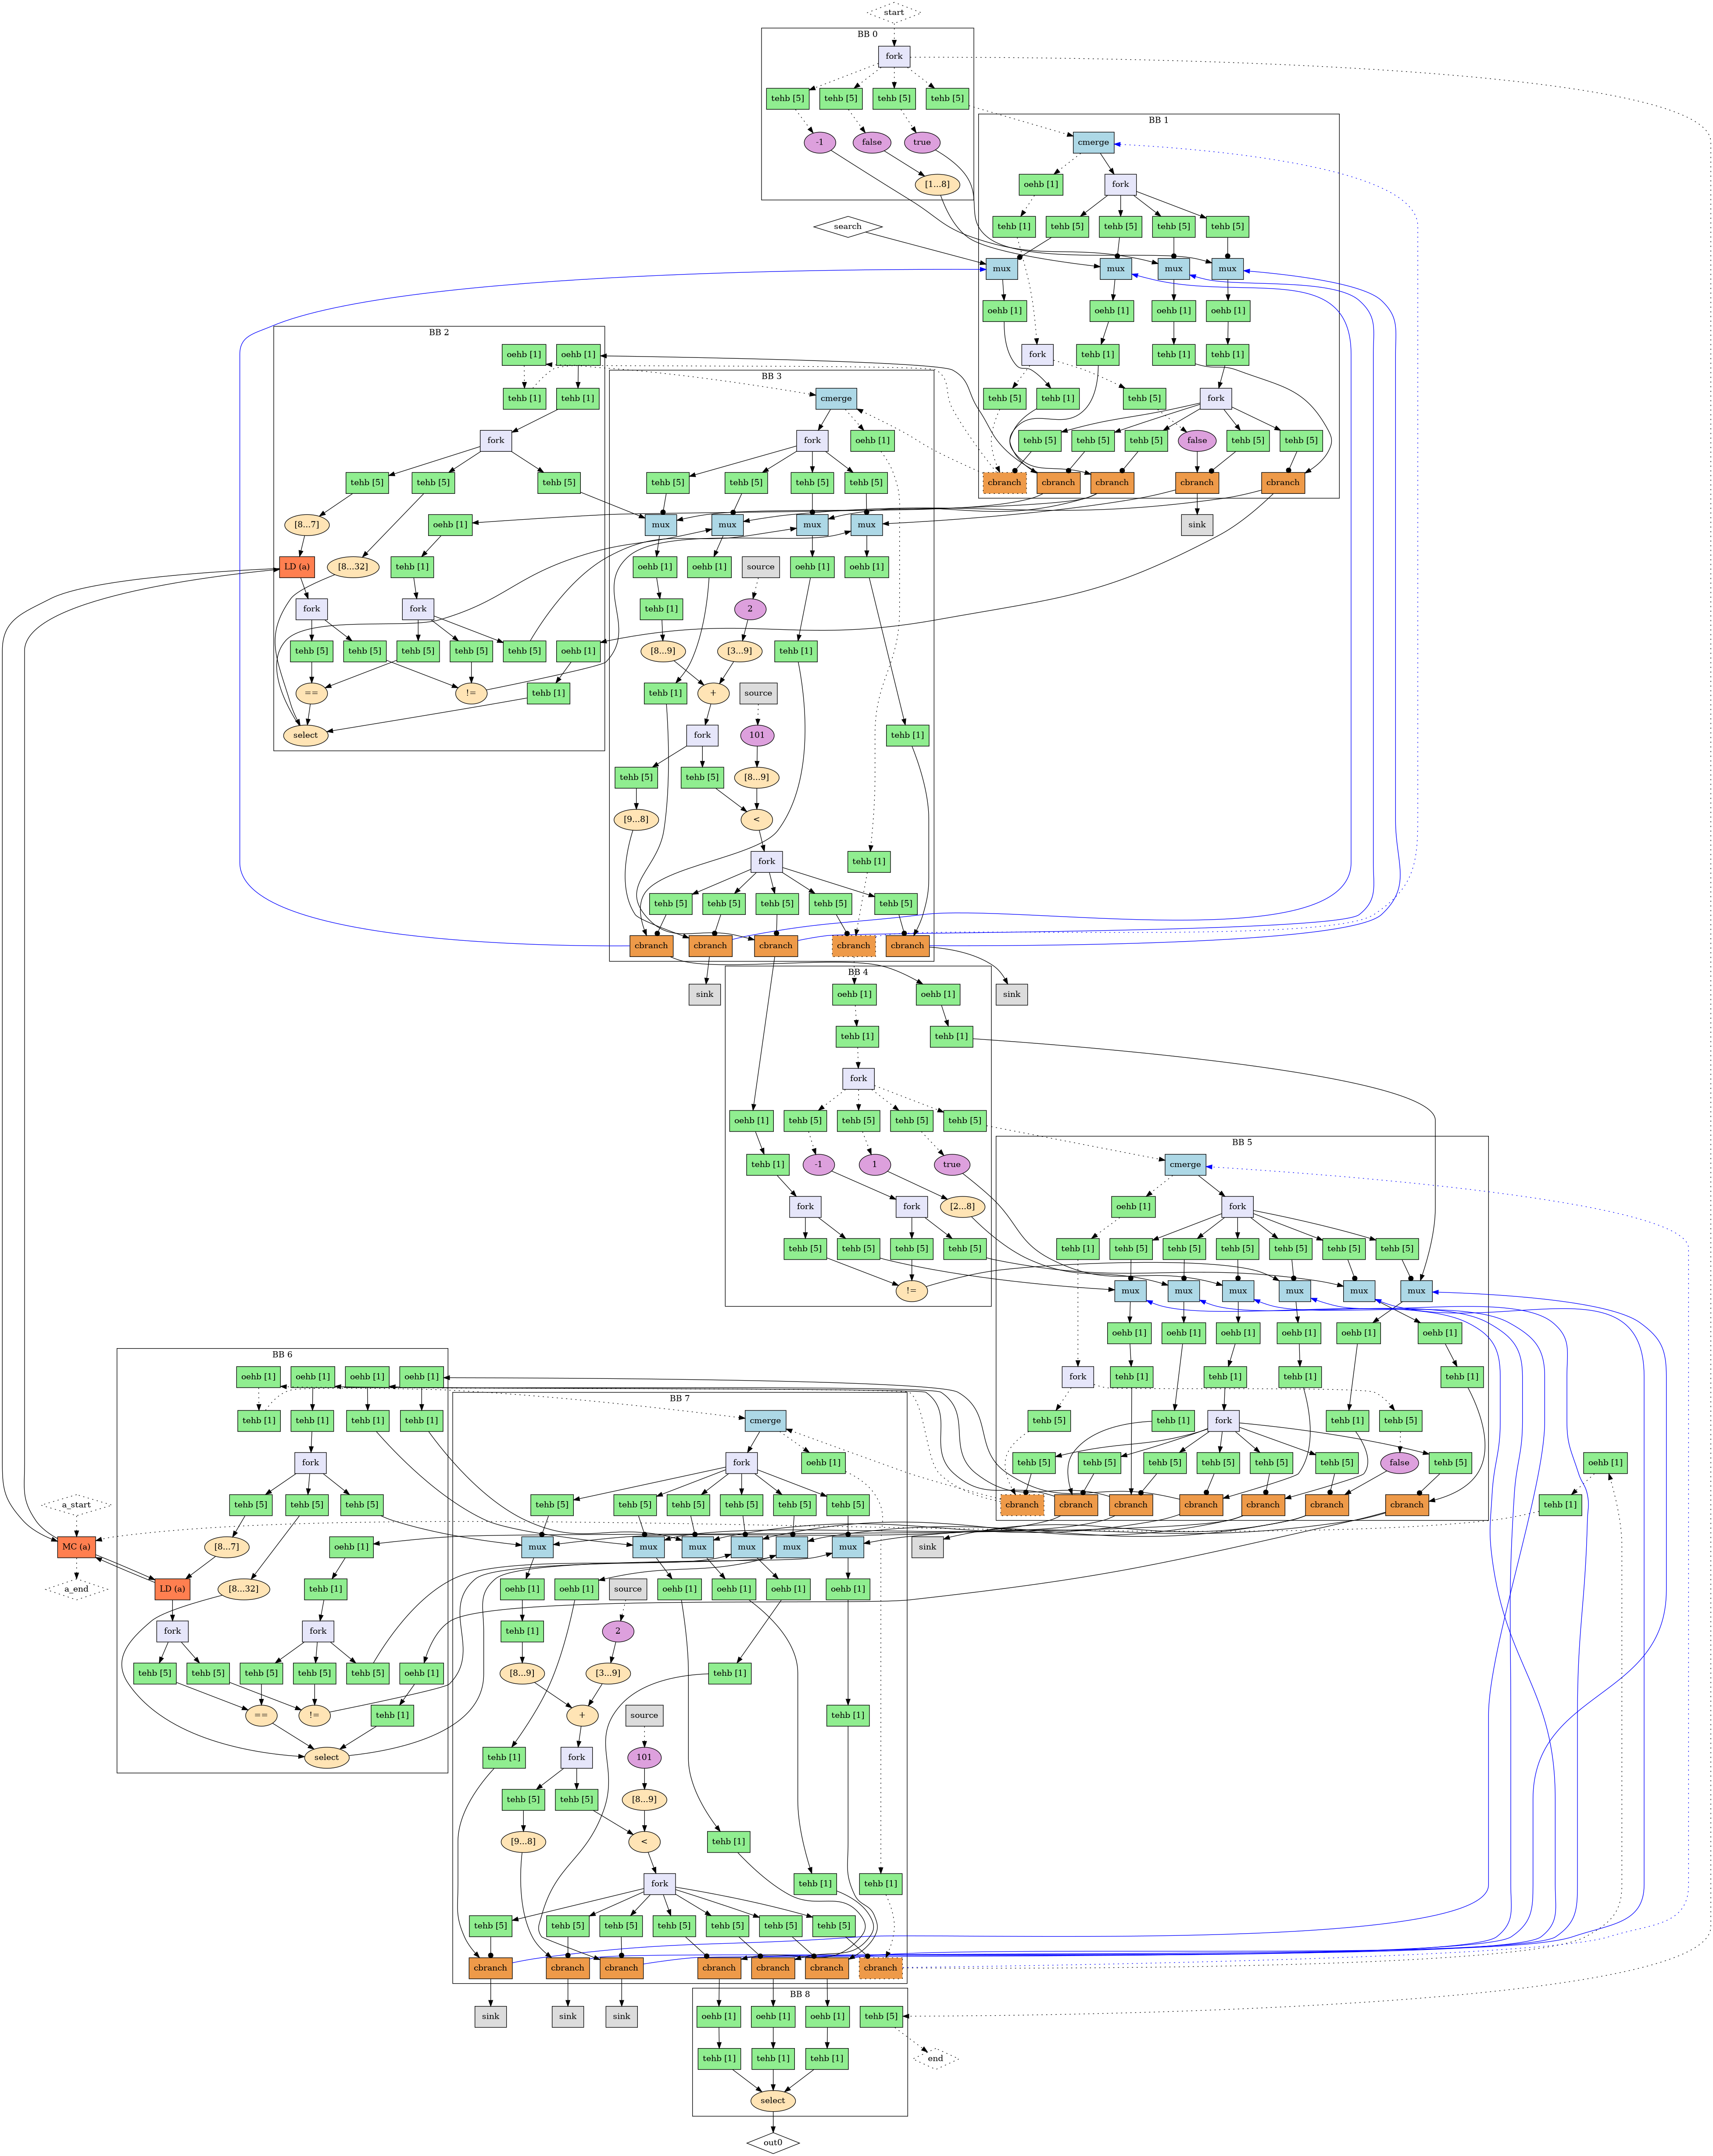 start
BB 0
fork
tehb [5] tehb [5] tehb [5] tehb [5]
-1 false true
[1...8]
search
BB 1
cmerge
oehb [1] fork
tehb [1] tehb [5] tehb [5] tehb [5] tehb [5]
mux mux mux mux
oehb [1] oehb [1] oehb [1] oehb [1]
fork tehb [1] tehb [1] tehb [1]
tehb [5] tehb [1] tehb [5] fork
tehb [5] tehb [5] tehb [5] false tehb [5] tehb [5]
cbranch cbranch cbranch cbranch cbranch
sink
BB 2
oehb [1] oehb [1]
tehb [1] tehb [1]
fork
tehb [5] tehb [5] tehb [5]
[8...7] oehb [1]
LD (a) [8...32] tehb [1]
fork fork
tehb [5] tehb [5] tehb [5] tehb [5] tehb [5] oehb [1]
== != tehb [1]
select
BB 3
cmerge
fork oehb [1]
tehb [5] tehb [5] tehb [5] tehb [5]
mux mux mux mux
oehb [1] oehb [1] source oehb [1] oehb [1]
tehb [1] 2
[8...9] [3...9] tehb [1]
tehb [1] + source
fork 101 tehb [1]
tehb [5] tehb [5] [8...9]
[9...8] <
fork tehb [1]
tehb [5] tehb [5] tehb [5] tehb [5] tehb [5]
cbranch cbranch cbranch cbranch cbranch
sink sink
BB 4
oehb [1] oehb [1]
tehb [1] tehb [1]
fork
oehb [1] tehb [5] tehb [5] tehb [5] tehb [5]
tehb [1] -1 1 true
fork fork [2...8]
tehb [5] tehb [5] tehb [5] tehb [5]
!=
BB 5
cmerge
oehb [1] fork
tehb [1] tehb [5] tehb [5] tehb [5] tehb [5] tehb [5] tehb [5]
mux mux mux mux mux mux
oehb [1] oehb [1] oehb [1] oehb [1] oehb [1] oehb [1]
fork tehb [1] tehb [1] tehb [1] tehb [1]
tehb [5] tehb [1] fork tehb [1] tehb [5]
tehb [5] tehb [5] tehb [5] tehb [5] tehb [5] tehb [5] false tehb [5]
cbranch cbranch cbranch cbranch cbranch cbranch cbranch
sink
oehb [1]
tehb [1]
BB 6
oehb [1] oehb [1] oehb [1] oehb [1]
tehb [1] tehb [1] tehb [1] tehb [1]
fork
tehb [5] tehb [5] tehb [5]
[8...7] oehb [1]
LD (a) [8...32] tehb [1]
fork fork
tehb [5] tehb [5] tehb [5] tehb [5] tehb [5] oehb [1]
== != tehb [1]
select
a_start
MC (a)
a_end
BB 7
cmerge
fork oehb [1]
tehb [5] tehb [5] tehb [5] tehb [5] tehb [5] tehb [5]
mux mux mux mux mux mux
oehb [1] oehb [1] source oehb [1] oehb [1] oehb [1] oehb [1]
tehb [1] 2
[8...9] [3...9] tehb [1]
+ source tehb [1]
tehb [1] fork 101
tehb [5] tehb [5] [8...9]
[9...8] < tehb [1]
fork tehb [1] tehb [1]
tehb [5] tehb [5] tehb [5] tehb [5] tehb [5] tehb [5] tehb [5]
cbranch cbranch cbranch cbranch cbranch cbranch cbranch
sink sink sink
BB 8
oehb [1] oehb [1] oehb [1] tehb [5]
tehb [1] tehb [1] tehb [1] end
select
out0